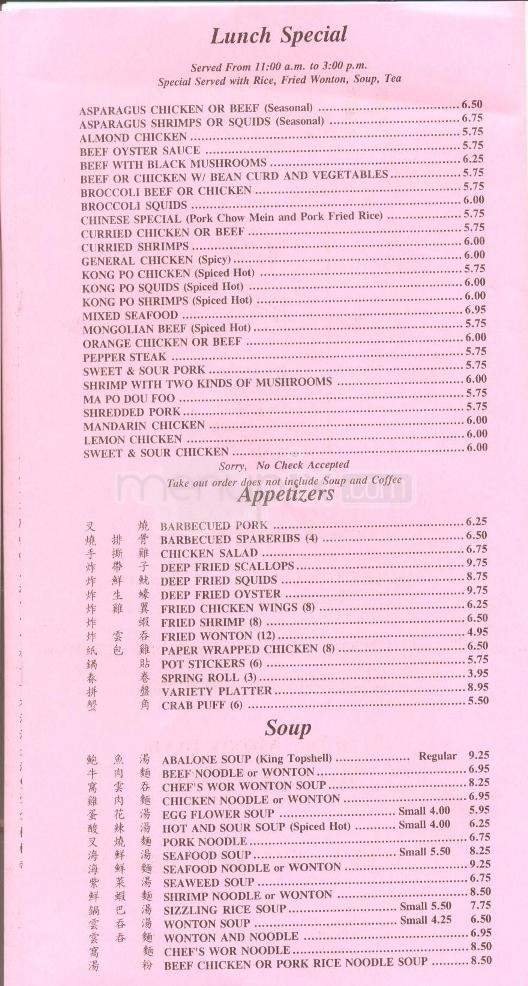 Lunch Special
Served From 11:00 a.m. to 3:00 p.m.
Special Served with Rice, Fried Wonton, Soup, Tea
ASPARAGUS CHICKEN OR BEEF (Seasonal) 6.50
ASPARAGUS SHRIMPS OR SQUIDS (Seasonal) 6.75
ALMOND CHICKEN 5.75
BEEF OYSTER SAUCE 5.75
BEEF WITH BLACK MUSHROOMS 6.25
BEEF OR CHICKEN W/ BEAN CURD AND VEGETABLES 5.75
BROCCOLI BEEF OR CHICKEN 5.75
BROCCOLI SQUIDS 6.00
CHINESE SPECIAL (Pork Chow Mein and Pork Fried Rice) 5.75
CURRIED CHICKEN OR BEEF 5.75
CURRIED SHRIMPS 6.00
GENERAL CHICKEN (Spicy) 6.00
KONG PO CHICKEN (Spiced Hot) 5.75
KONG PO SQUIDS (Spiced Hot) 6.00
KONG PO SHRIMPS (Spiced Hot) 6.00
MIXED SEAFOOD 6.95
MONGOLIAN BEEF (Spiced Hot) 5.75
ORANGE CHICKEN OR BEEF 6.00
PEPPER STEAK 5.75
SWEET & SOUR PORK 5.75
SHRIMP WITH TWO KINDS OF MUSHROOMS 6.00
MA PO DOU FOO 5.75
SHREDDED PORK 5.75
MANDARIN CHICKEN 6.00
LEMON CHICKEN 6.00
SWEET & SOUR CHICKEN 6.00
Sorry, No Check Accepted
Take out order does not include Soup and Coffee
Appetizers
叉燒 BARBECUED PORK 6.25
燒排骨 BARBECUED SPARERIBS (4) 6.50
手撕雞 CHICKEN SALAD 6.75
炸帶子 DEEP FRIED SCALLOPS 9.75
炸鮮魷 DEEP FRIED SQUIDS 8.75
炸生蠔 DEEP FRIED OYSTER 9.75
炸雞翼 FRIED CHICKEN WINGS (8) 6.25
炸蝦 FRIED SHRIMP (8) 6.50
炸雲吞 FRIED WONTON (12) 4.95
紙包雞 PAPER WRAPPED CHICKEN (8) 6.50
鍋貼 POT STICKERS (6) 5.75
春卷 SPRING ROLL (3) 3.95
拼盤 VARIETY PLATTER 8.95
蟹角 CRAB PUFF (6) 5.50
Soup
鮑魚湯 ABALONE SOUP (King Topshell) Regular 9.25
牛肉麵 BEEF NOODLE or WONTON 6.95
窩雲吞 CHEF'S WOR WONTON SOUP 8.25
雞肉麵 CHICKEN NOODLE or WONTON 6.95
蛋花湯 EGG FLOWER SOUP Small 4.00 5.95
酸辣湯 HOT AND SOUR SOUP (Spiced Hot) Small 4.00 6.25
叉燒麵 PORK NOODLE 6.75
海鮮湯 SEAFOOD SOUP Small 5.50 8.25
海鮮麵 SEAFOOD NOODLE or WONTON 9.25
紫菜湯 SEAWEED SOUP 6.75
鮮蝦麵 SHRIMP NOODLE or WONTON 8.50
鍋巴湯 SIZZLING RICE SOUP Small 5.50 7.75
雲吞湯 WONTON SOUP Small 4.25 6.50
雲吞麵 WONTON AND NOODLE 6.95
窩麵 CHEF'S WOR NOODLE 8.50
湯粉 BEEF CHICKEN OR PORK RICE NOODLE SOUP 8.50